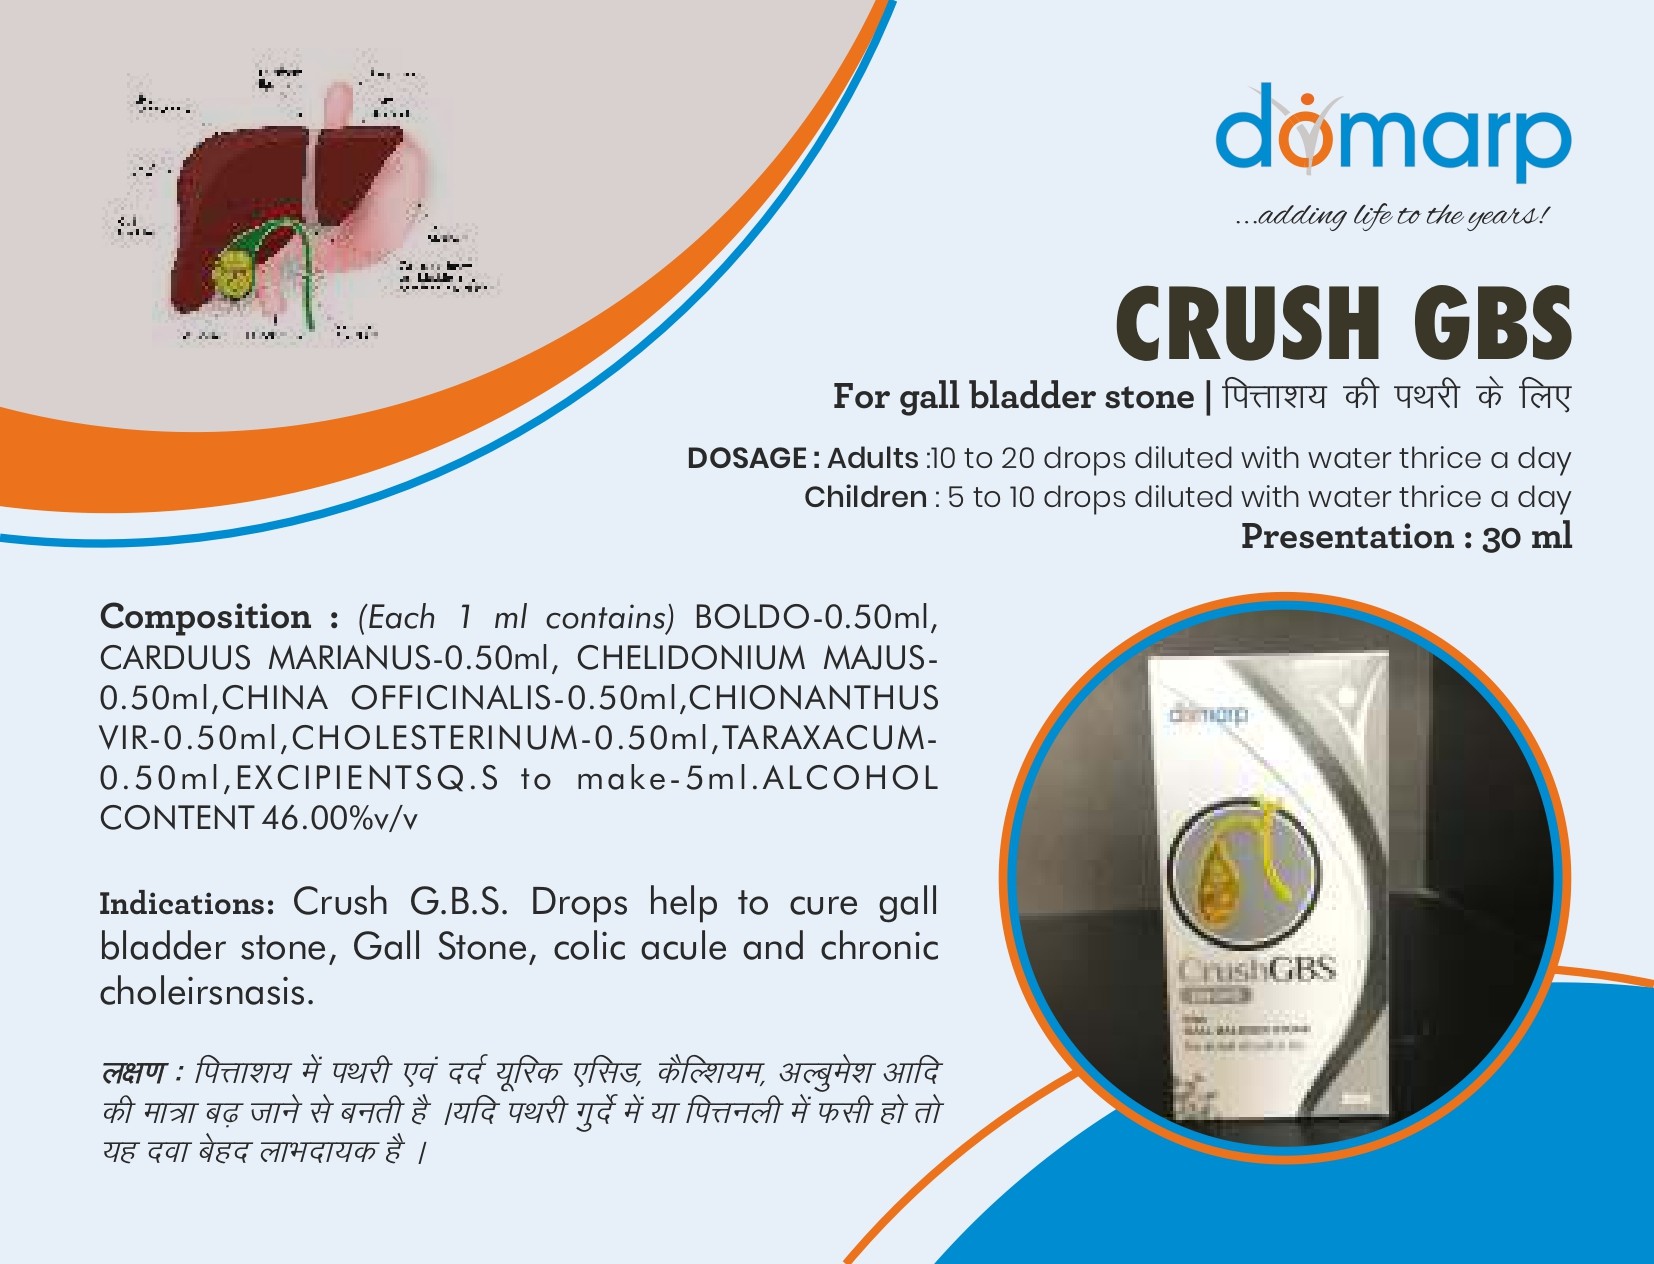 domarp
...adding life to the years!
CRUSH GBS
For gall bladder stone | पित्ताशय की पथरी के लिए
DOSAGE : Adults :10 to 20 drops diluted with water thrice a day
Children : 5 to 10 drops diluted with water thrice a day
Presentation : 30 ml
Composition : (Each 1 ml contains) BOLDO-0.50ml,
CARDUUS MARIANUS-0.50ml, CHELIDONIUM MAJUS-
0.50ml,CHINA OFFICINALIS-0.50ml,CHIONANTHUS
VIR-0.50ml,CHOLESTERINUM-0.50ml,TARAXACUM-
0.50ml,EXCIPIENTSQ.S to make-5ml.ALCOHOL
CONTENT 46.00%v/v
Indications: Crush G.B.S. Drops help to cure gall
bladder stone, Gall Stone, colic acule and chronic
choleirsnasis.
लक्षण : पित्ताशय में पथरी एवं दर्द यूरिक एसिड, कैल्शियम, अल्बुमेश आदि
की मात्रा बढ़ जाने से बनती है ।यदि पथरी गुर्दे में या पित्तनली में फसी हो तो
यह दवा बेहद लाभदायक है ।
domarp
CrushGBS
GALL BLADDER STONE